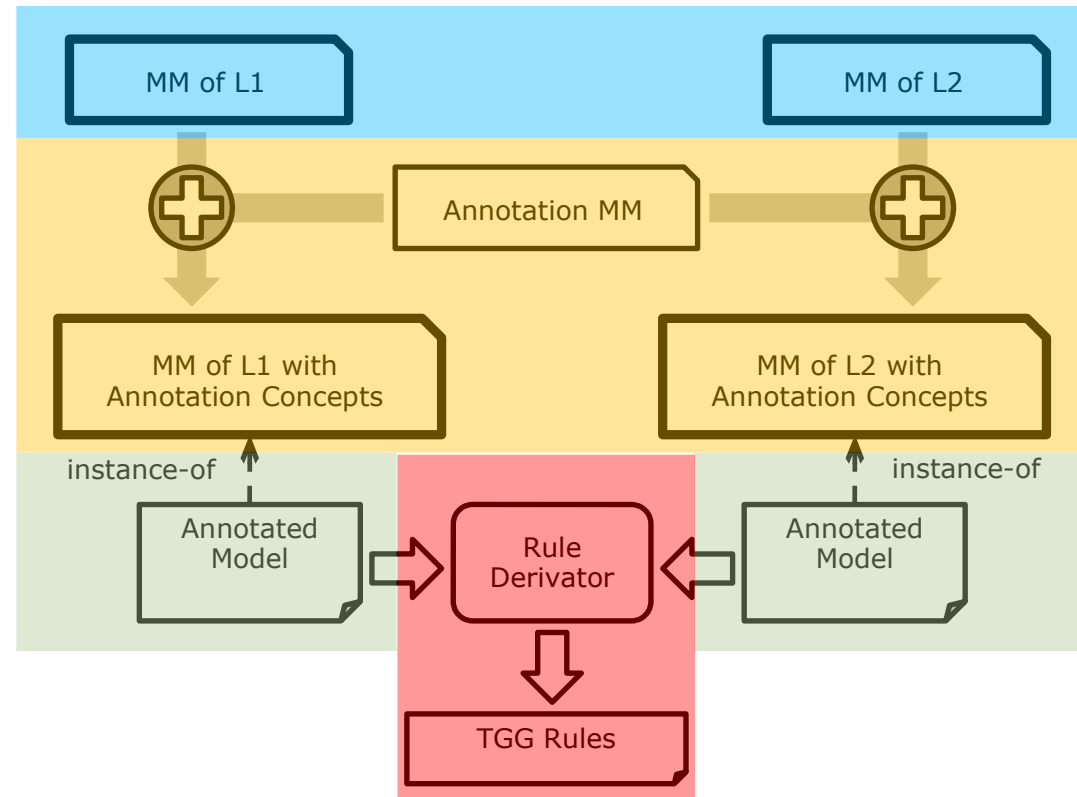 MM of L1
MM of L2
Annotation MM
MM of L1 with
Annotation Concepts
MM of L2 with
Annotation Concepts
instance-of
instance-of
Annotated
Model
Rule
Derivator
Annotated
Model
TGG Rules